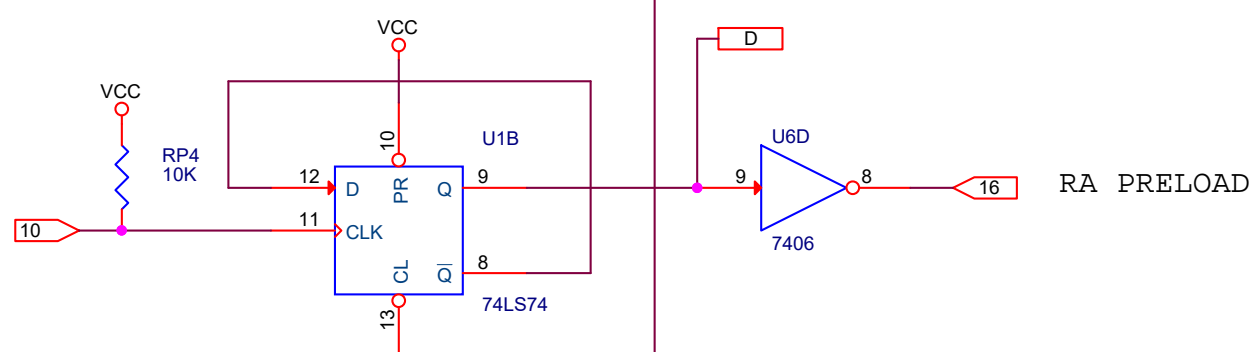 VCC
D
VCC
RP4
10K
10
U1B
U6D
12
D
PR
Q
9
9
8
16
RA PRELOAD
10
11
CLK
7406
CL
Q̅
8
13
74LS74